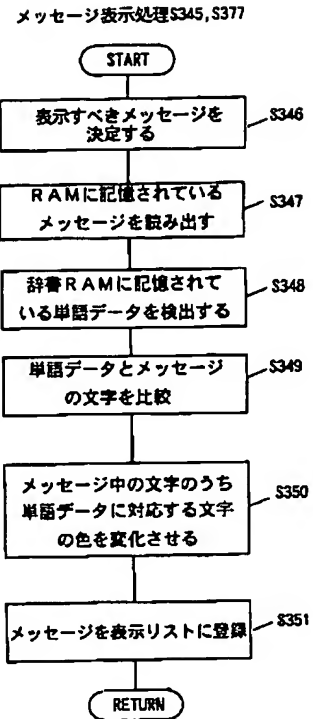 メッセージ表示処理S345,S377
START
表示すべきメッセージを
決定する
S346
RAMに記憶されている
メッセージを読み出す
S347
辞書RAMに記憶されて
いる単語データを検出する
S348
単語データとメッセージ
の文字を比較
S349
メッセージ中の文字のうち
単語データに対応する文字
の色を変化させる
S350
メッセージを表示リストに登録
S351
RETURN